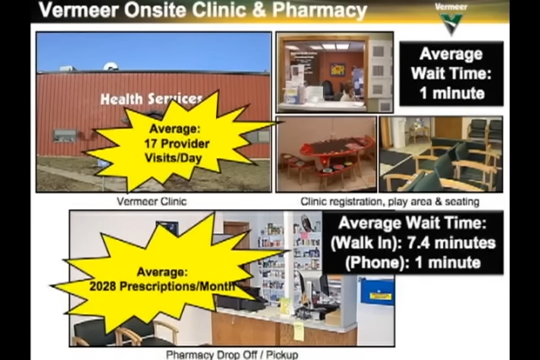 Vermeer Onsite Clinic & Pharmacy
Vermeer
Health Services
Average:
17 Provider
Visits/Day
Average
Wait Time:
1 minute
Vermeer Clinic
Clinic registration, play area & seating
Average:
2028 Prescriptions/Month
Average Wait Time:
(Walk In): 7.4 minutes
(Phone): 1 minute
Pharmacy Drop Off / Pickup